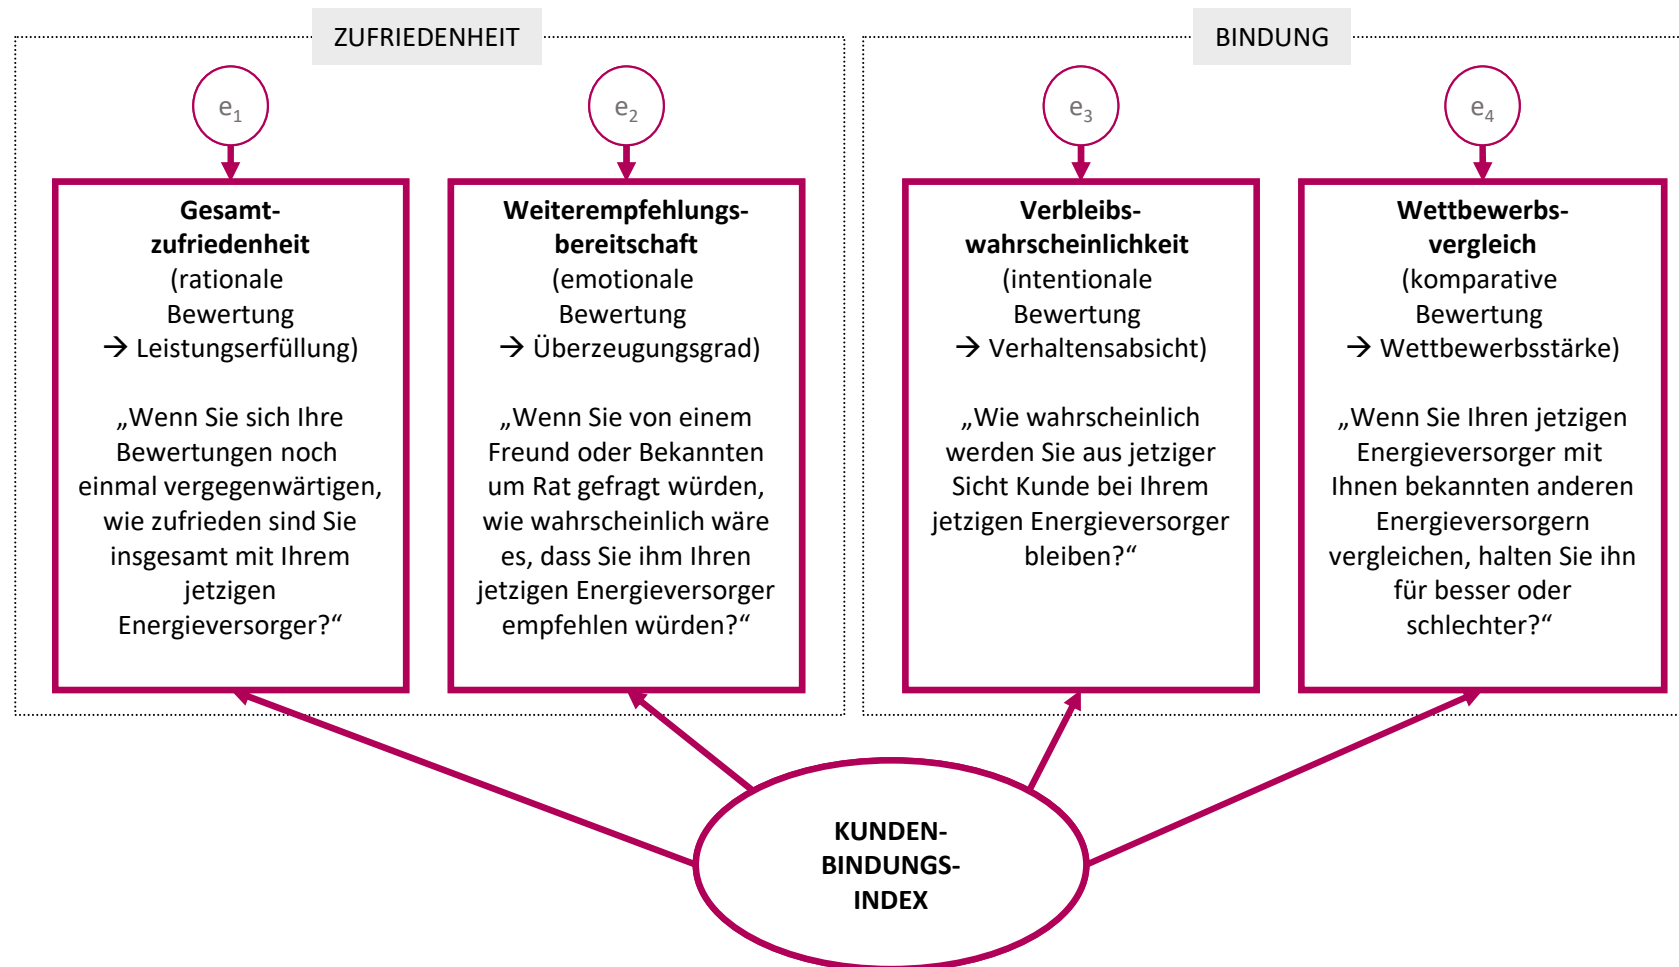 ZUFRIEDENHEIT
e1
e2
Gesamt-
zufriedenheit
(rationale
Bewertung
→ Leistungserfüllung)
„Wenn Sie sich Ihre
Bewertungen noch
einmal vergegenwärtigen,
wie zufrieden sind Sie
insgesamt mit Ihrem
jetzigen
Energieversorger?“
Weiterempfehlungs-
bereitschaft
(emotionale
Bewertung
→ Überzeugungsgrad)
„Wenn Sie von einem
Freund oder Bekannten
um Rat gefragt würden,
wie wahrscheinlich wäre
es, dass Sie ihm Ihren
jetzigen Energieversorger
empfehlen würden?“
BINDUNG
e3
e4
Verbleibs-
wahrscheinlichkeit
(intentionale
Bewertung
→ Verhaltensabsicht)
„Wie wahrscheinlich
werden Sie aus jetziger
Sicht Kunde bei Ihrem
jetzigen Energieversorger
bleiben?“
Wettbewerbs-
vergleich
(komparative
Bewertung
→ Wettbewerbsstärke)
„Wenn Sie Ihren jetzigen
Energieversorger mit
Ihnen bekannten anderen
Energieversorgern
vergleichen, halten Sie ihn
für besser oder
schlechter?“
KUNDEN-
BINDUNGS-
INDEX